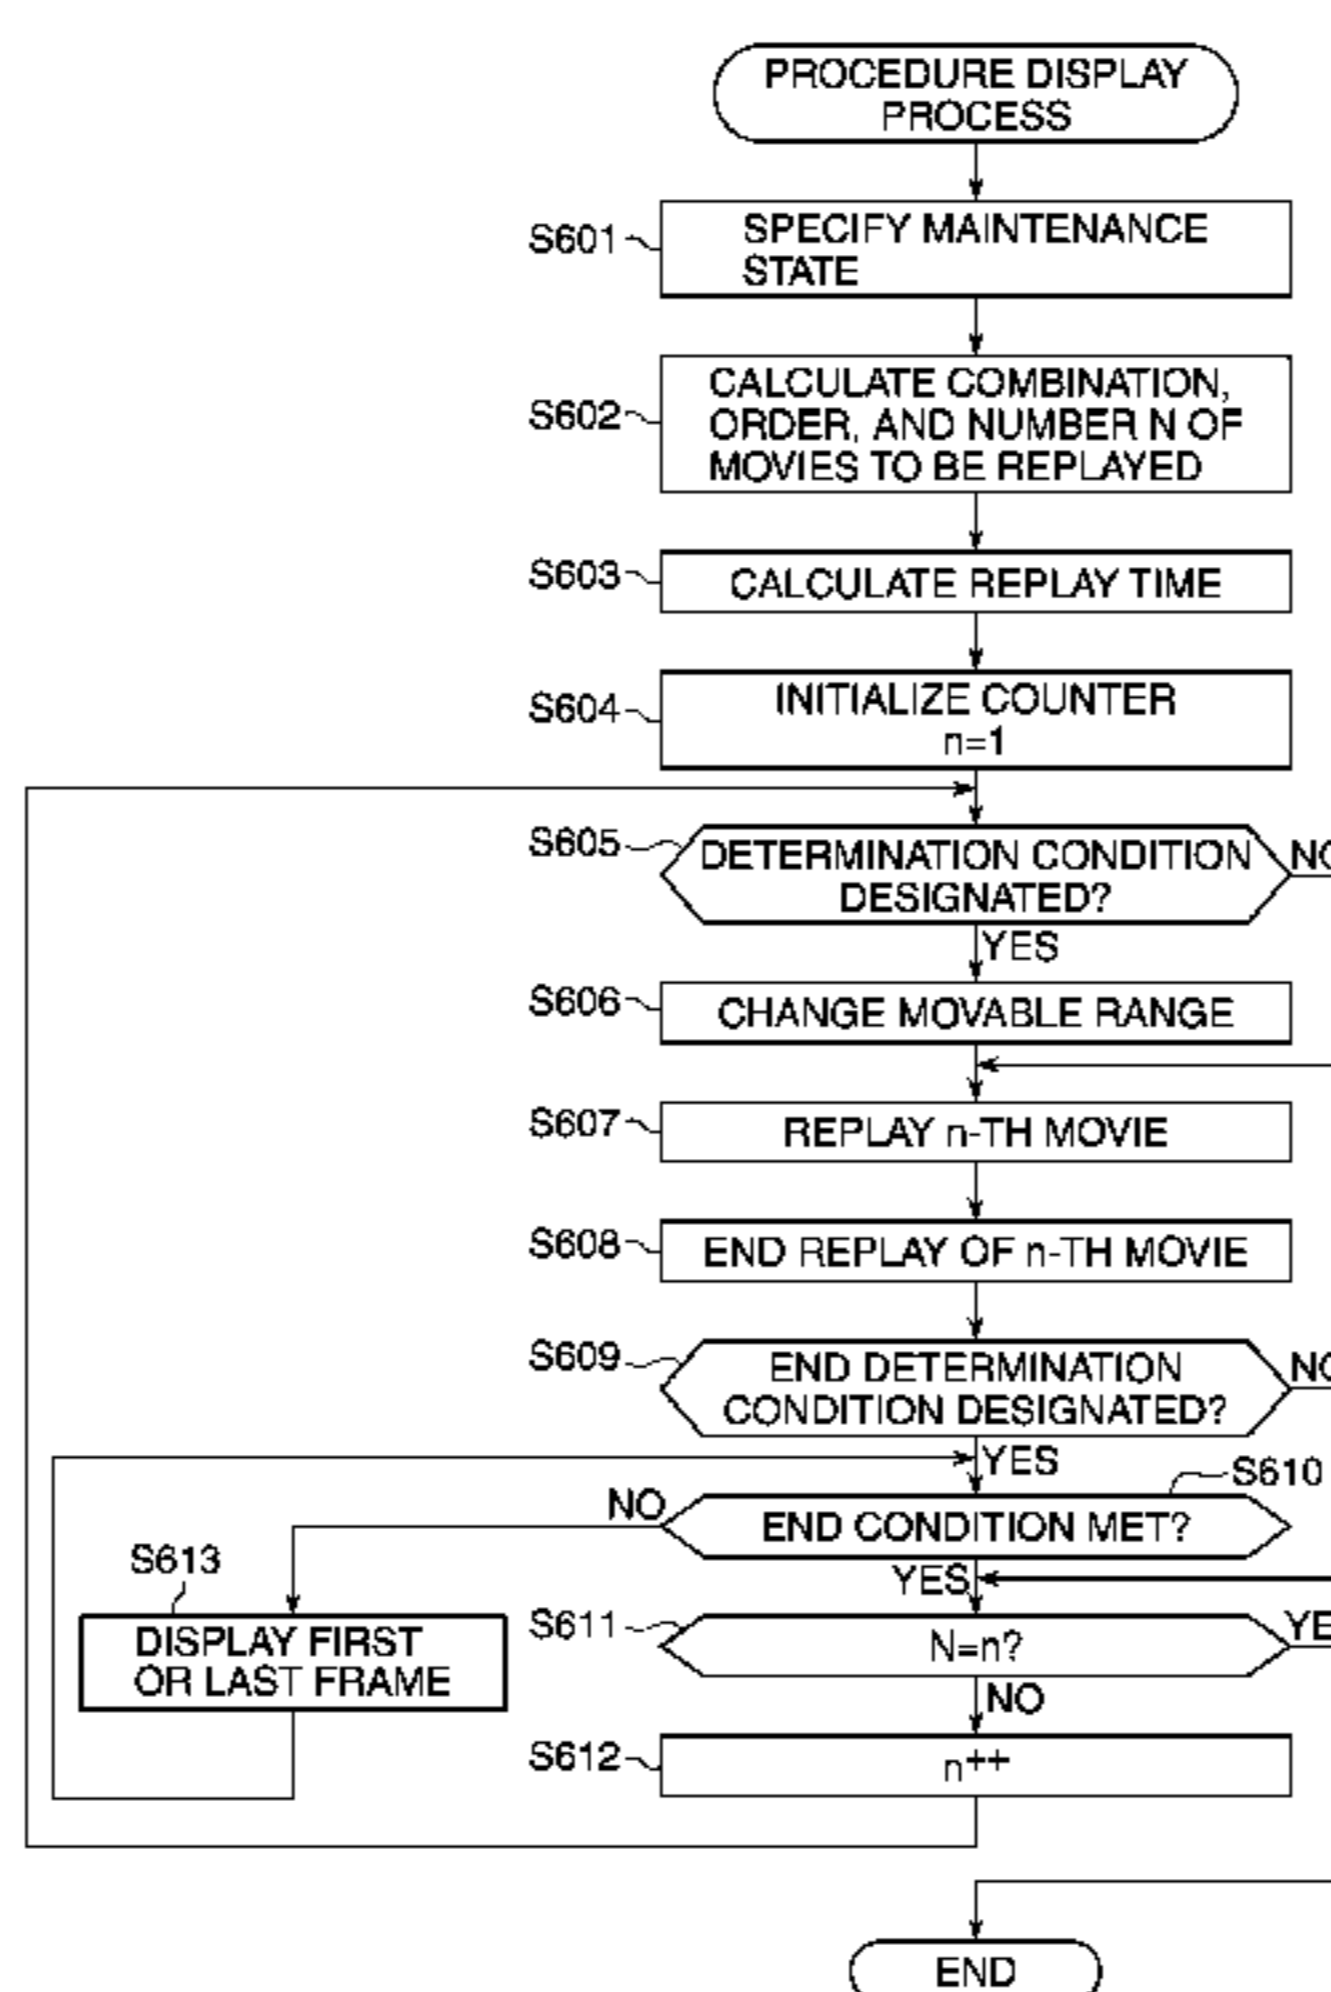 PROCEDURE DISPLAY
PROCESS
S601
SPECIFY MAINTENANCE
STATE
S602
CALCULATE COMBINATION,
ORDER, AND NUMBER N OF
MOVIES TO BE REPLAYED
S603
CALCULATE REPLAY TIME
S604
INITIALIZE COUNTER
n=1
S605
DETERMINATION CONDITION
DESIGNATED?
NO
YES
S606
CHANGE MOVABLE RANGE
S607
REPLAY n-TH MOVIE
S608
END REPLAY OF n-TH MOVIE
S609
END DETERMINATION
CONDITION DESIGNATED?
NO
YES
S610
NO
END CONDITION MET?
YES
S613
DISPLAY FIRST
OR LAST FRAME
S611
N=n?
YE
NO
S612
n++
END